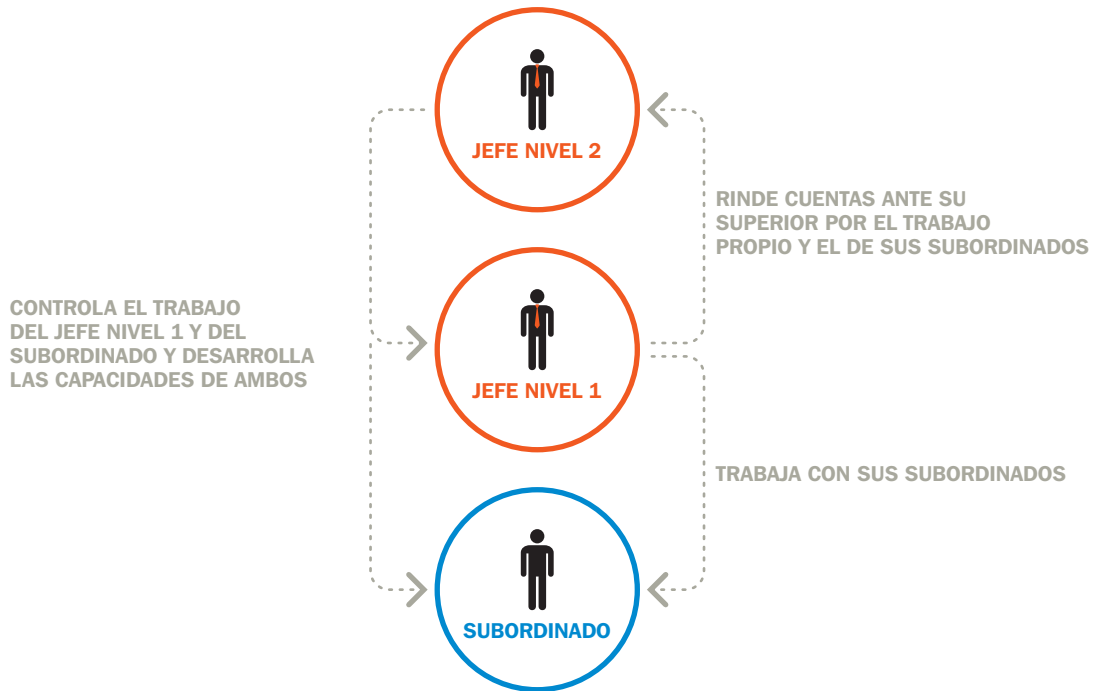 JEFE NIVEL 2
RINDE CUENTAS ANTE SU
SUPERIOR POR EL TRABAJO
PROPIO Y EL DE SUS SUBORDINADOS
CONTROLA EL TRABAJO
DEL JEFE NIVEL 1 Y DEL
SUBORDINADO Y DESARROLLA
LAS CAPACIDADES DE AMBOS
JEFE NIVEL 1
TRABAJA CON SUS SUBORDINADOS
SUBORDINADO